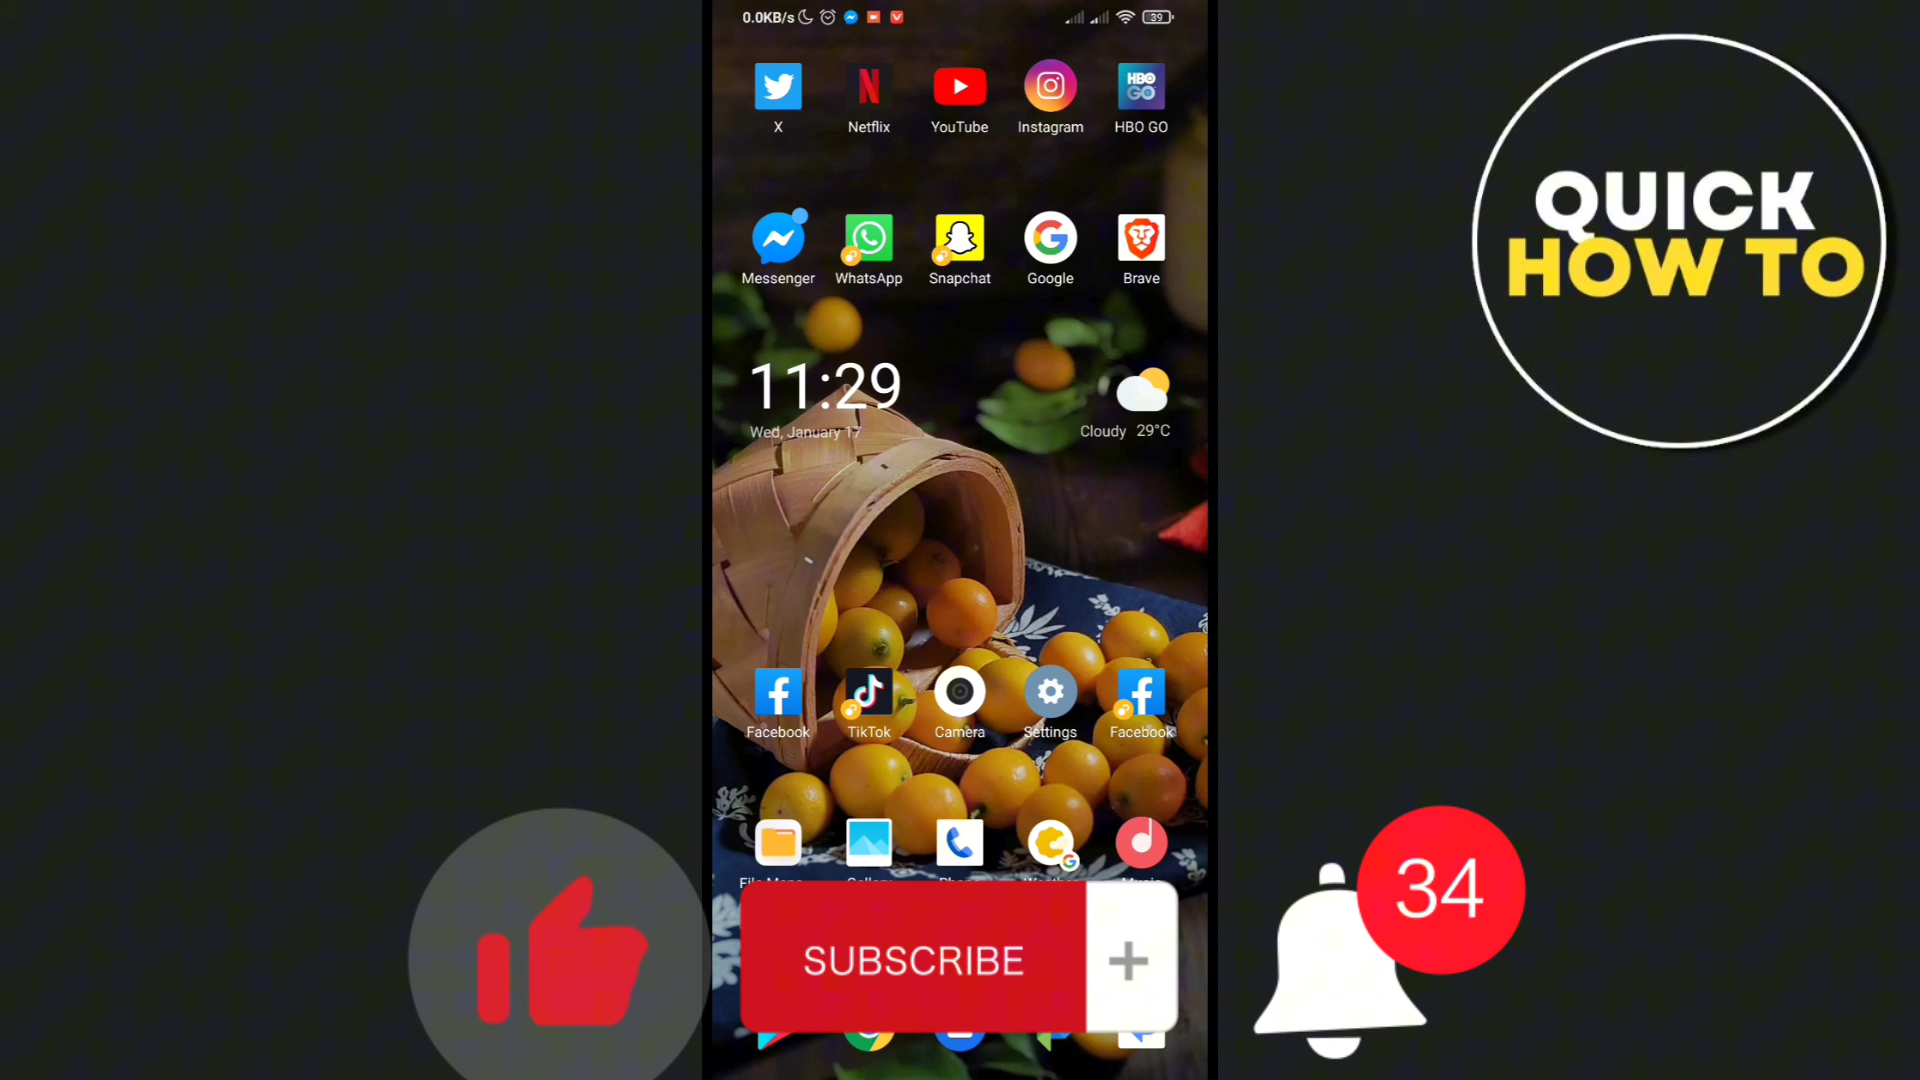 0.0KB/s
39
X Netflix YouTube Instagram HBO GO
HBO
GO
QUICK
HOW TO
Messenger WhatsApp Snapchat Google Brave
11:29
Wed, January 17
Cloudy 29°C
Facebook TikTok Camera Settings Facebook
34
SUBSCRIBE +